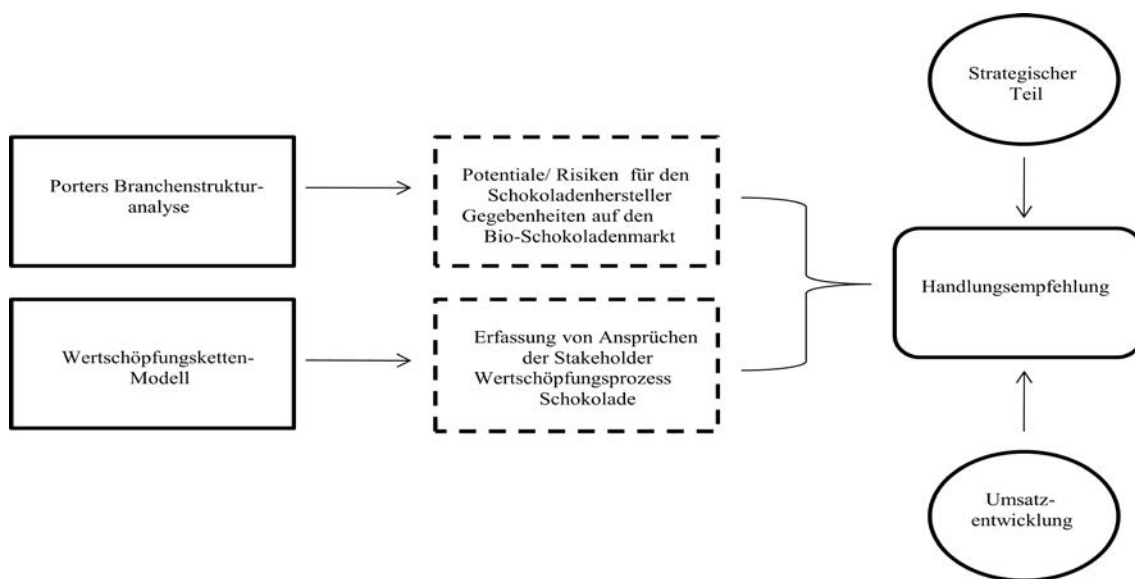 Strategischer
Teil
Porters Branchenstruktur-
analyse
Potentiale/ Risiken für den
Schokoladenhersteller
Gegebenheiten auf den
Bio-Schokoladenmarkt
Handlungsempfehlung
Wertschöpfungsketten-
Modell
Erfassung von Ansprüchen
der Stakeholder
Wertschöpfungsprozess
Schokolade
Umsatz-
entwicklung